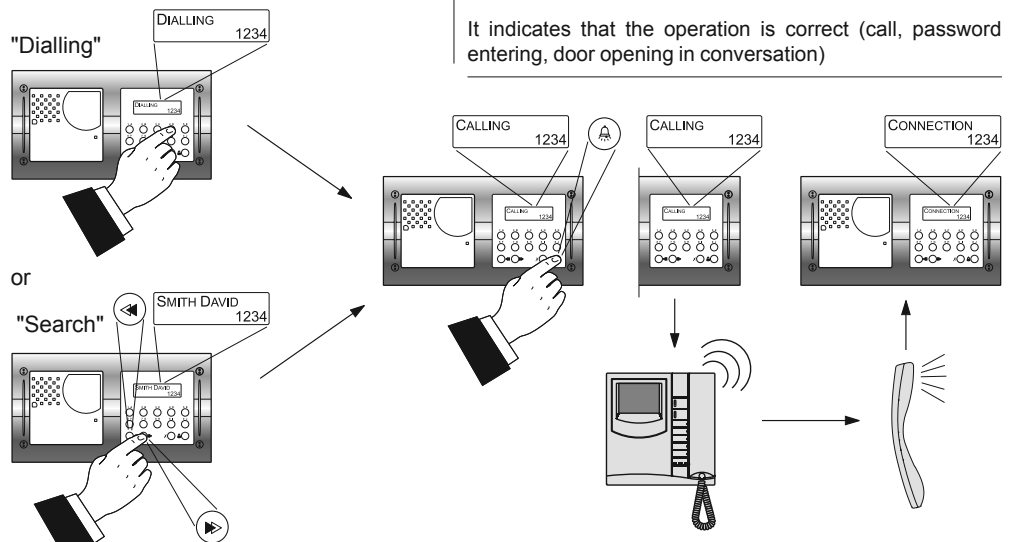 It indicates that the operation is correct (call, password
entering, door opening in conversation)
"Dialling"
DIALLING
1234
DIALLING
1234
or
"Search"
SMITH DAVID
1234
SMITH DAVID
1234
CALLING
1234
CALLING
1234
CALLING
1234
CALLING
1234
CONNECTION
1234
CONNECTION
1234